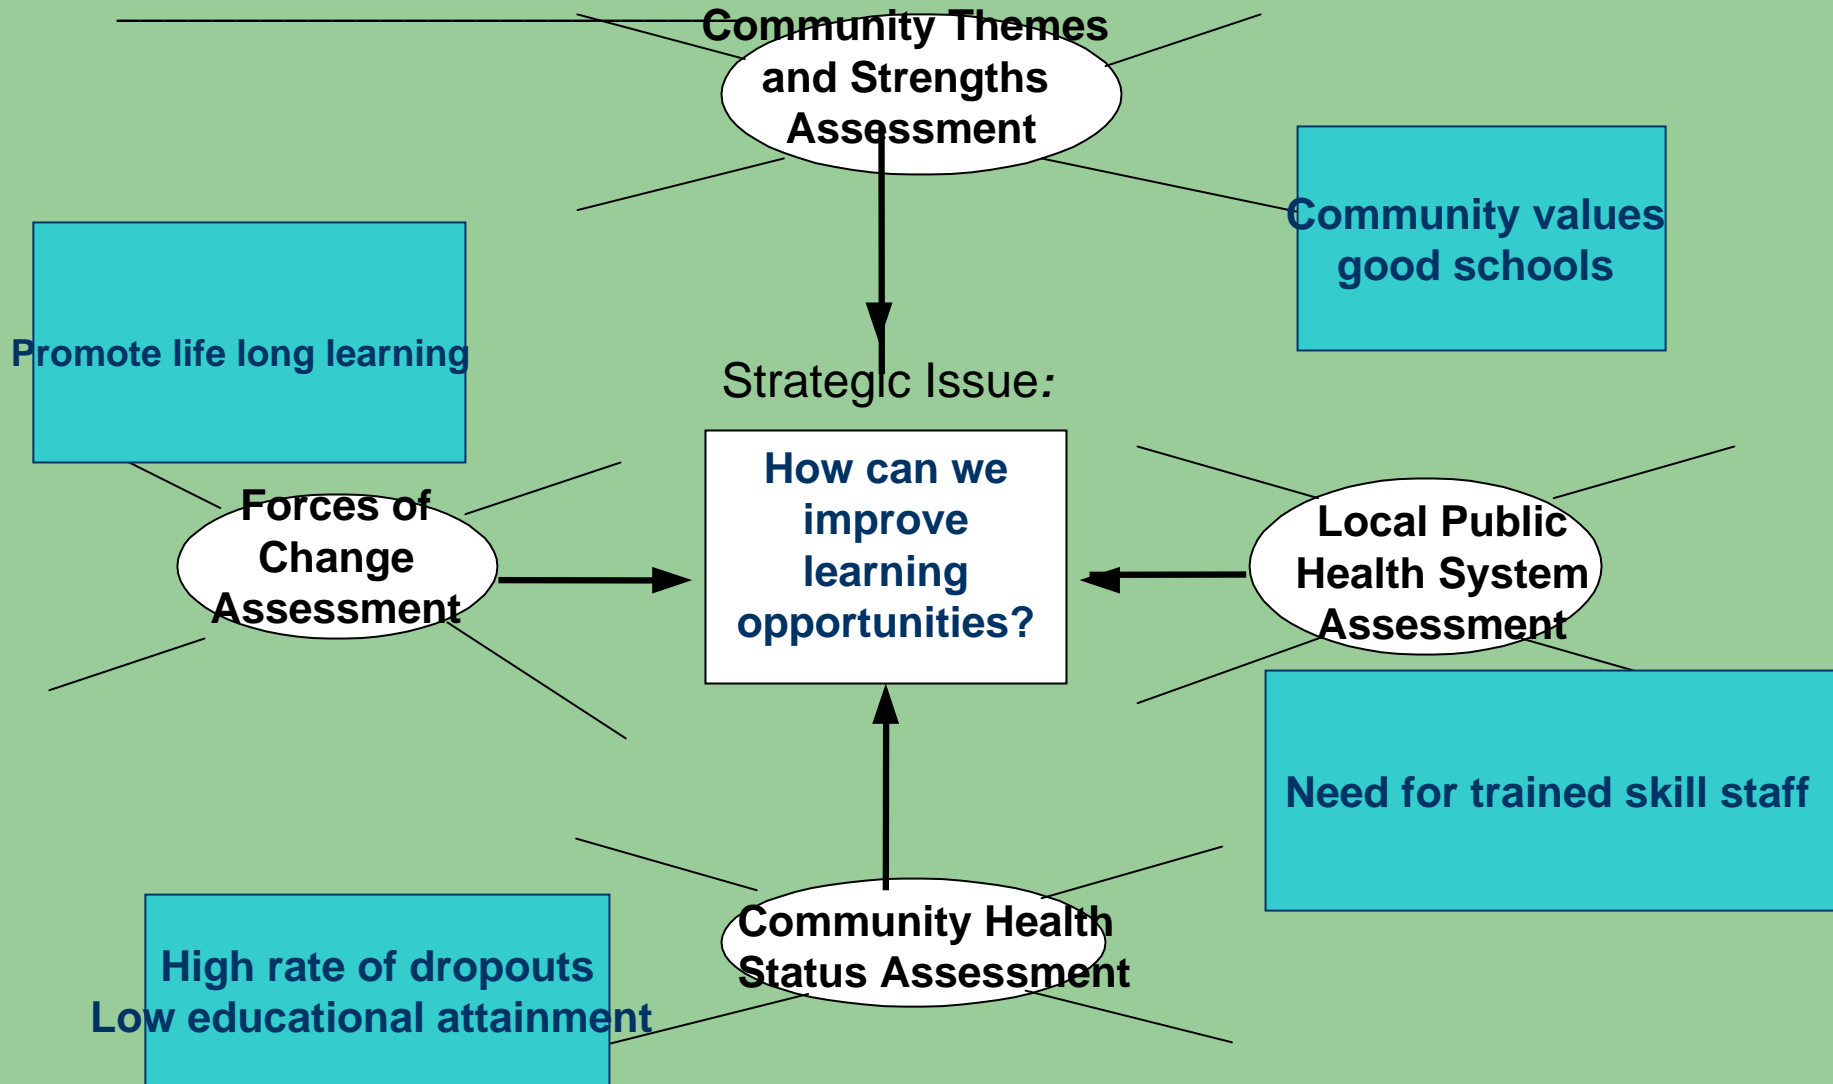 Community Themes
and Strengths
Assessment
Community values
good schools
Promote life long learning
Strategic Issue:
How can we
improve
learning
opportunities?
Forces of
Change
Assessment
Local Public
Health System
Assessment
Need for trained skill staff
Community Health
Status Assessment
High rate of dropouts
Low educational attainment